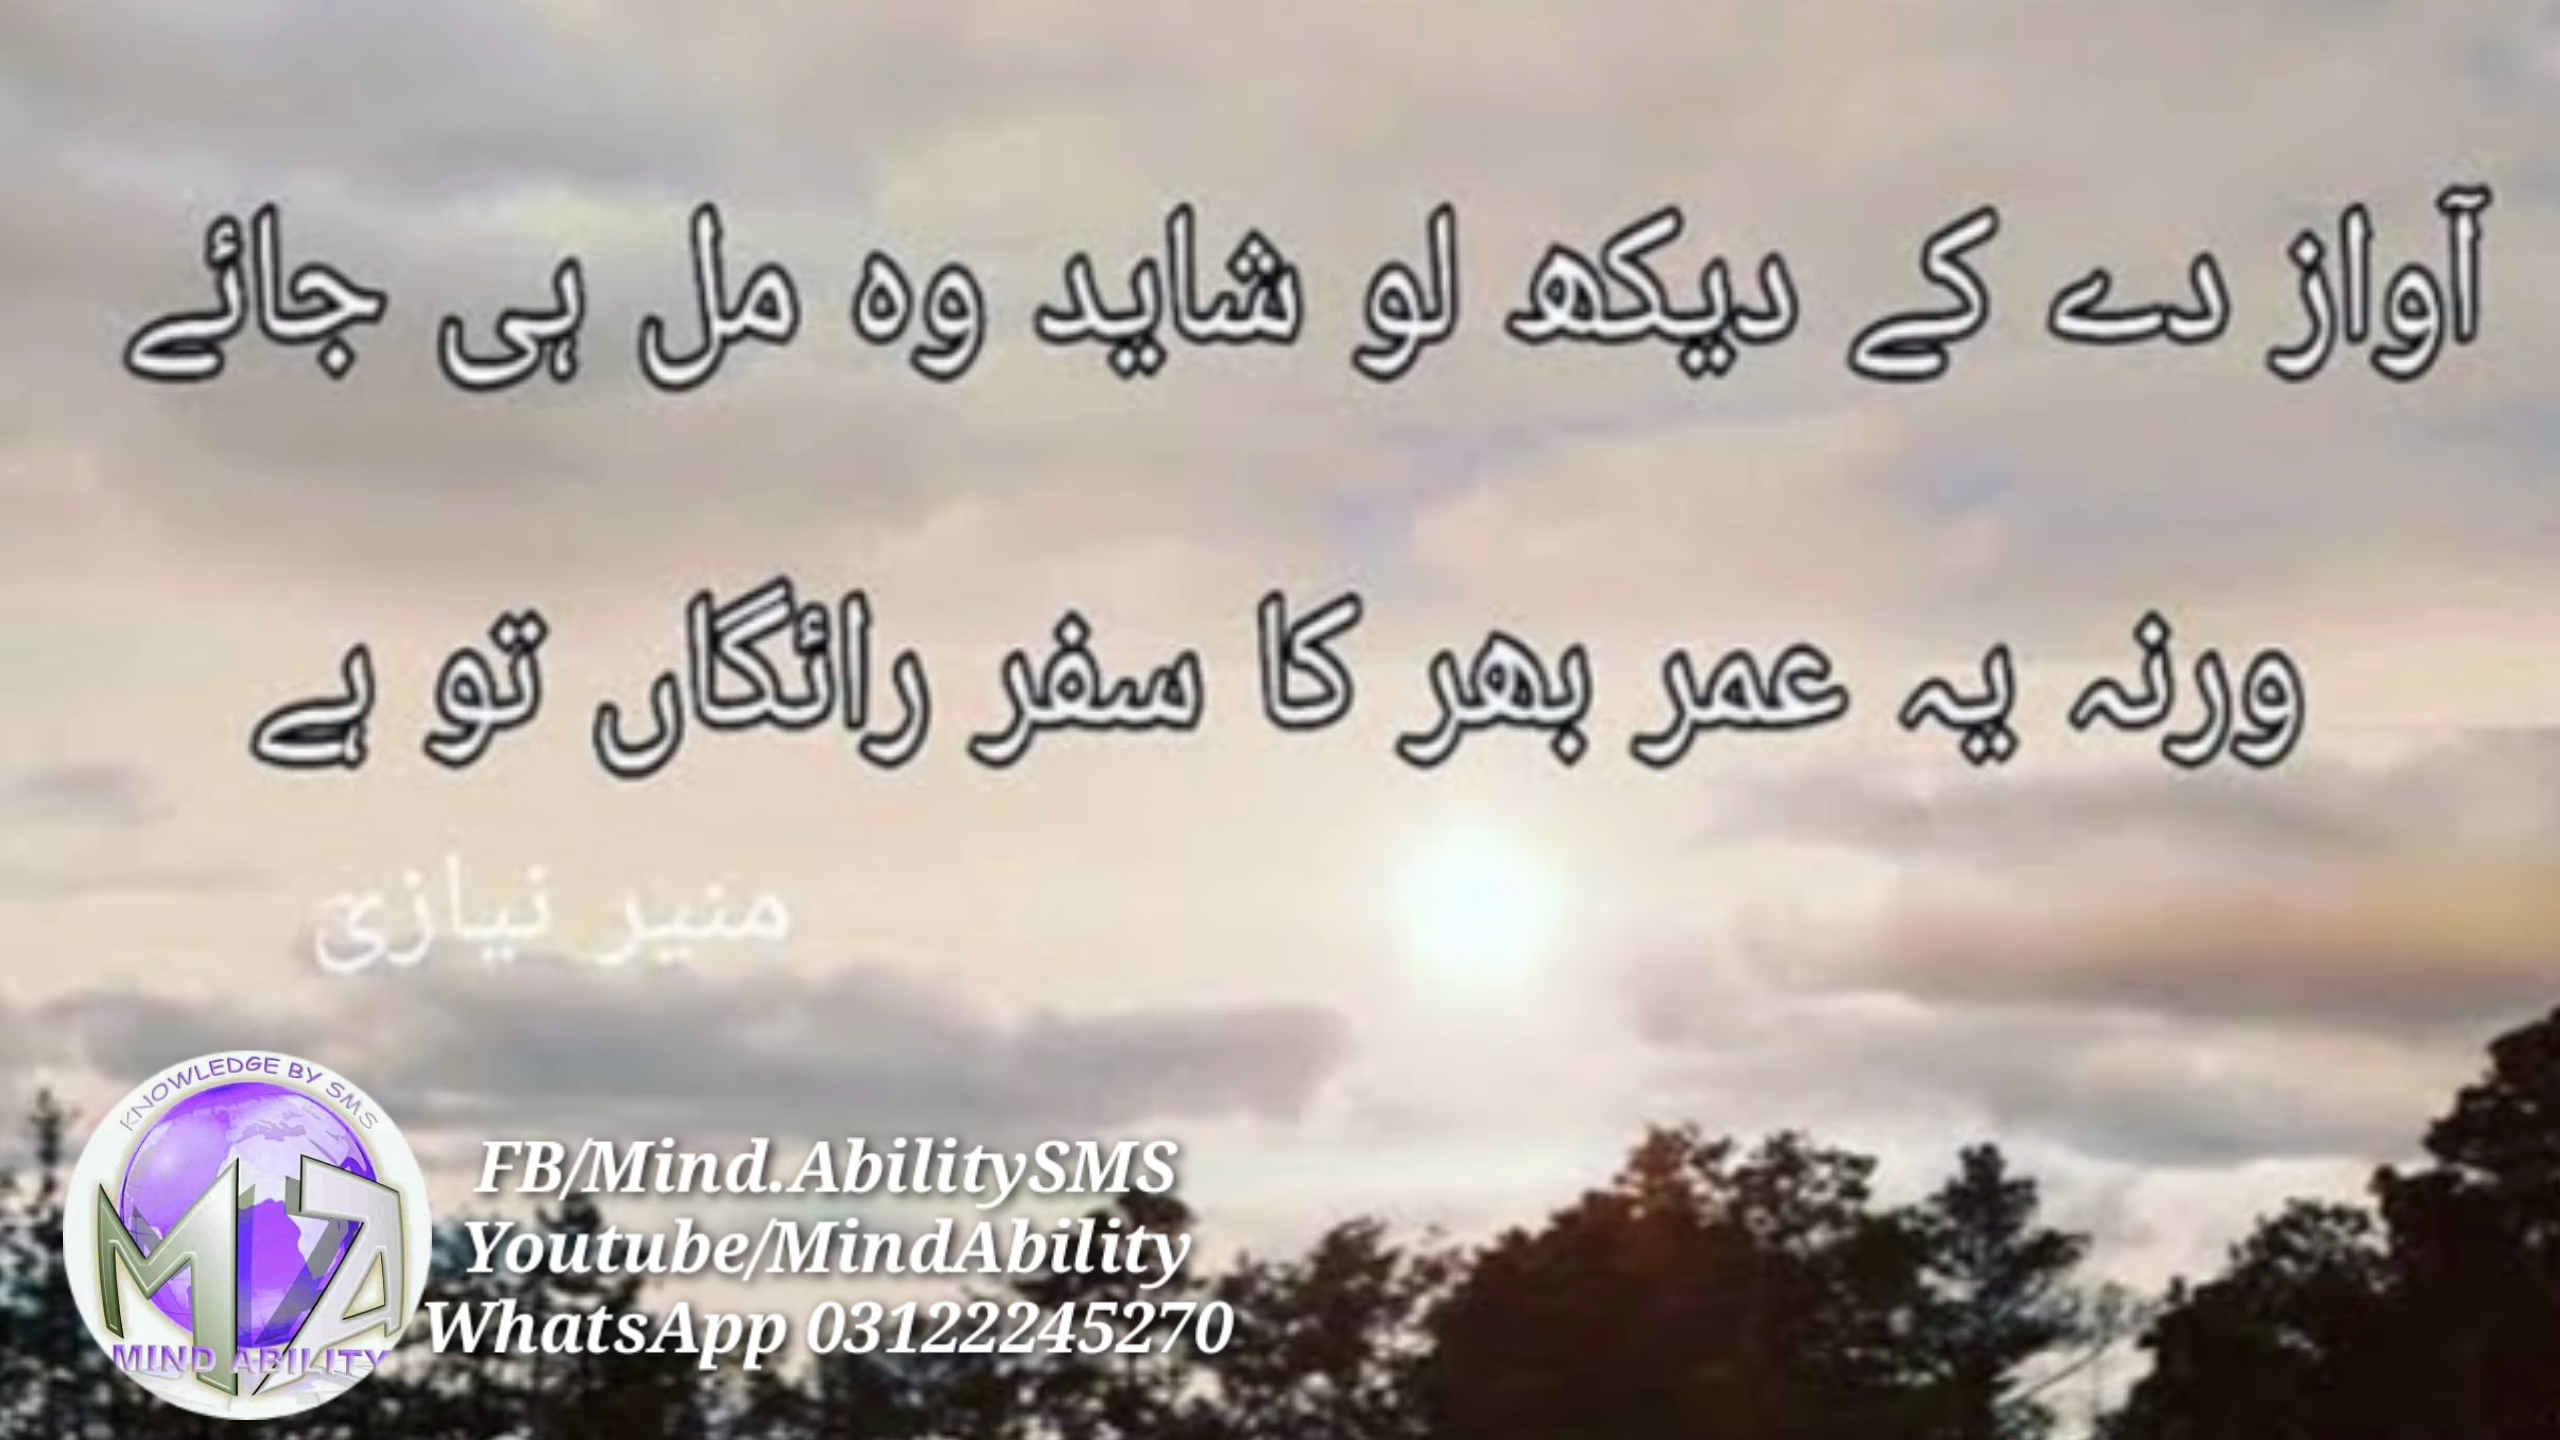 آواز دے کے دیکھ لو شاید وہ مل ہی جائے
ورنہ یہ عمر بھر کا سفر رائگاں تو ہے
منیر نیازی
KNOWLEDGE BY SMS
MA
MIND ABILITY
FB/Mind.AbilitySMS
Youtube/MindAbility
WhatsApp 03122245270